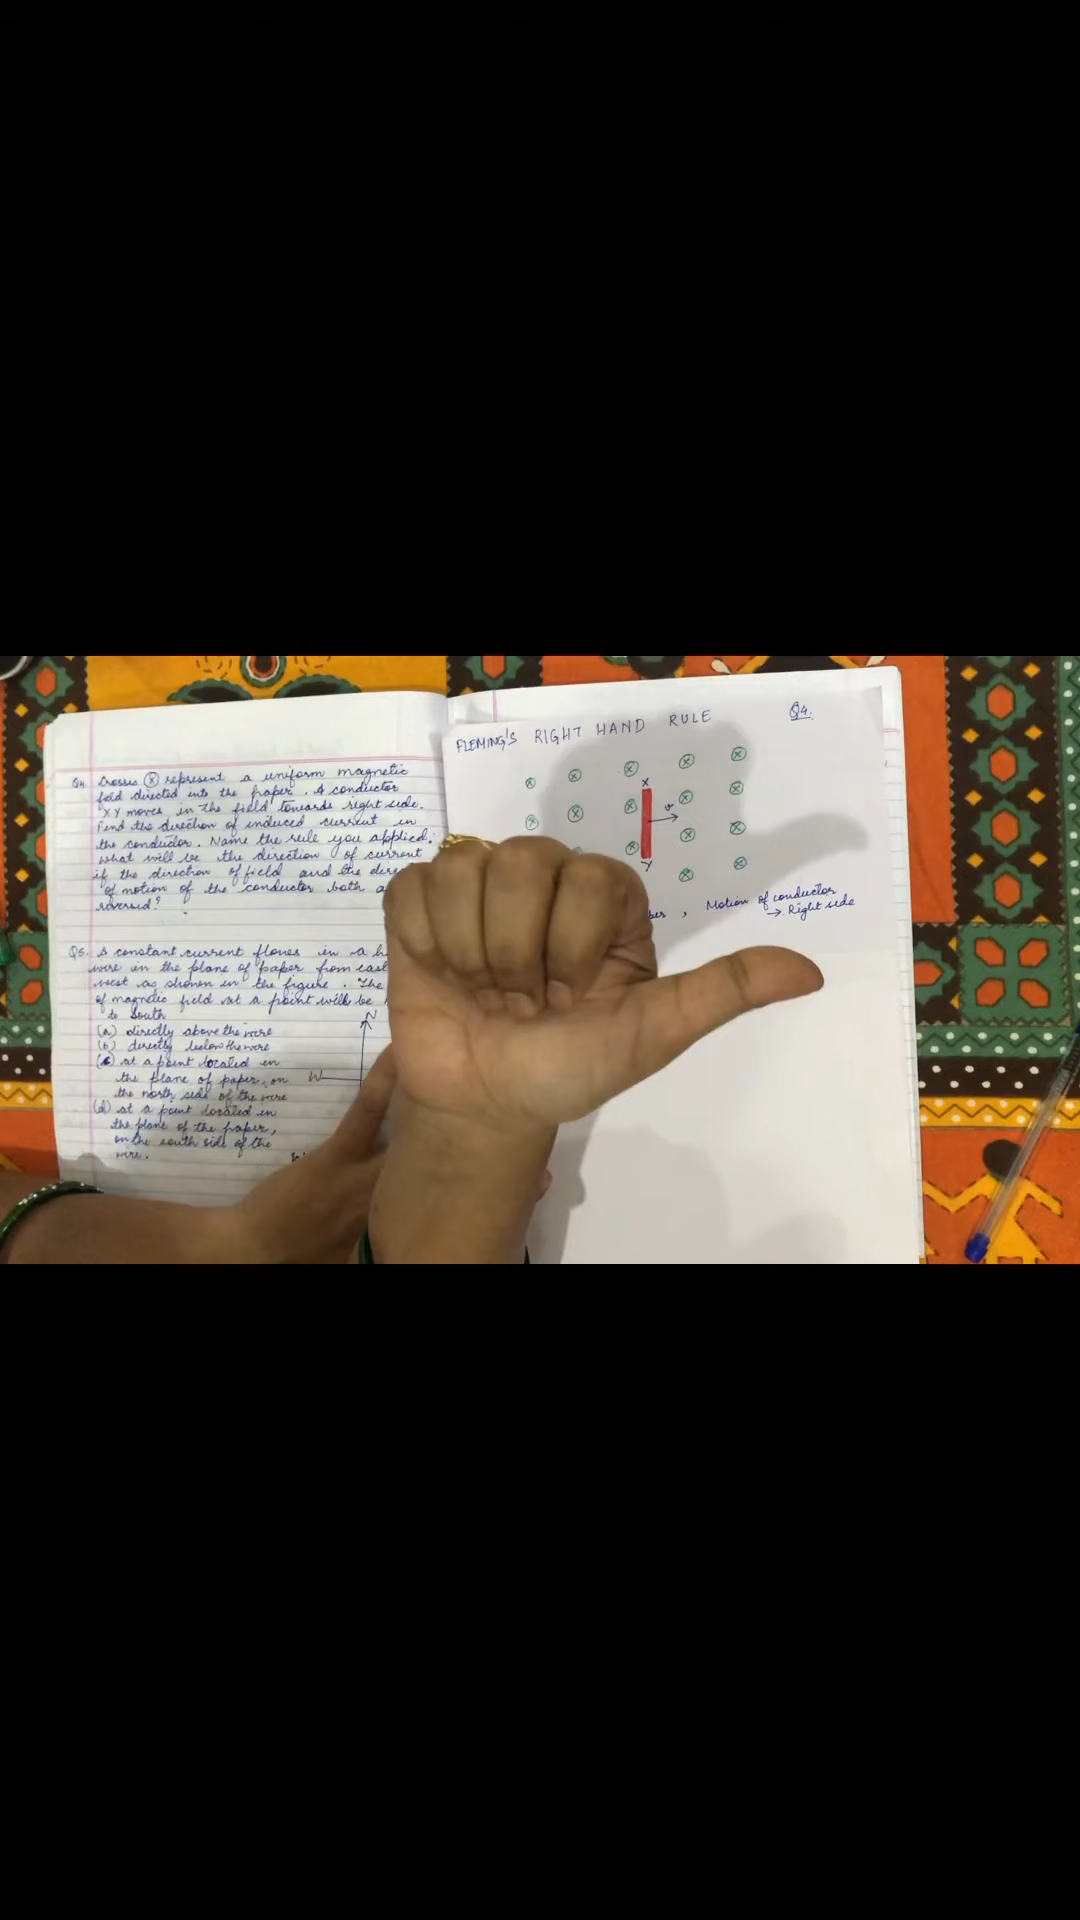 Q4. Crosses ⓧ represent a uniform magnetic
field directed into the paper. A conductor
XY moves in the field towards right side.
Find the direction of induced current in
the conductor. Name the rule you applied.
What will be the direction of current
if the direction of field and the
of motion of the conductor both
reversed?
Q5. A constant current flows in a
wire in the plane of paper from east
west as shown in the figure. The
of magnetic field at a point will be
to South
(a) directly above the wire
(b) directly below the wire
(c) at a point located in
the plane of paper, on
the north side of the wire
(d) at a point located in
the plane of the paper,
on the south side of the
wire.
N
W
FLEMING'S RIGHT HAND RULE
Q4.
X
v
Y
, Motion of conductor
→ Right side